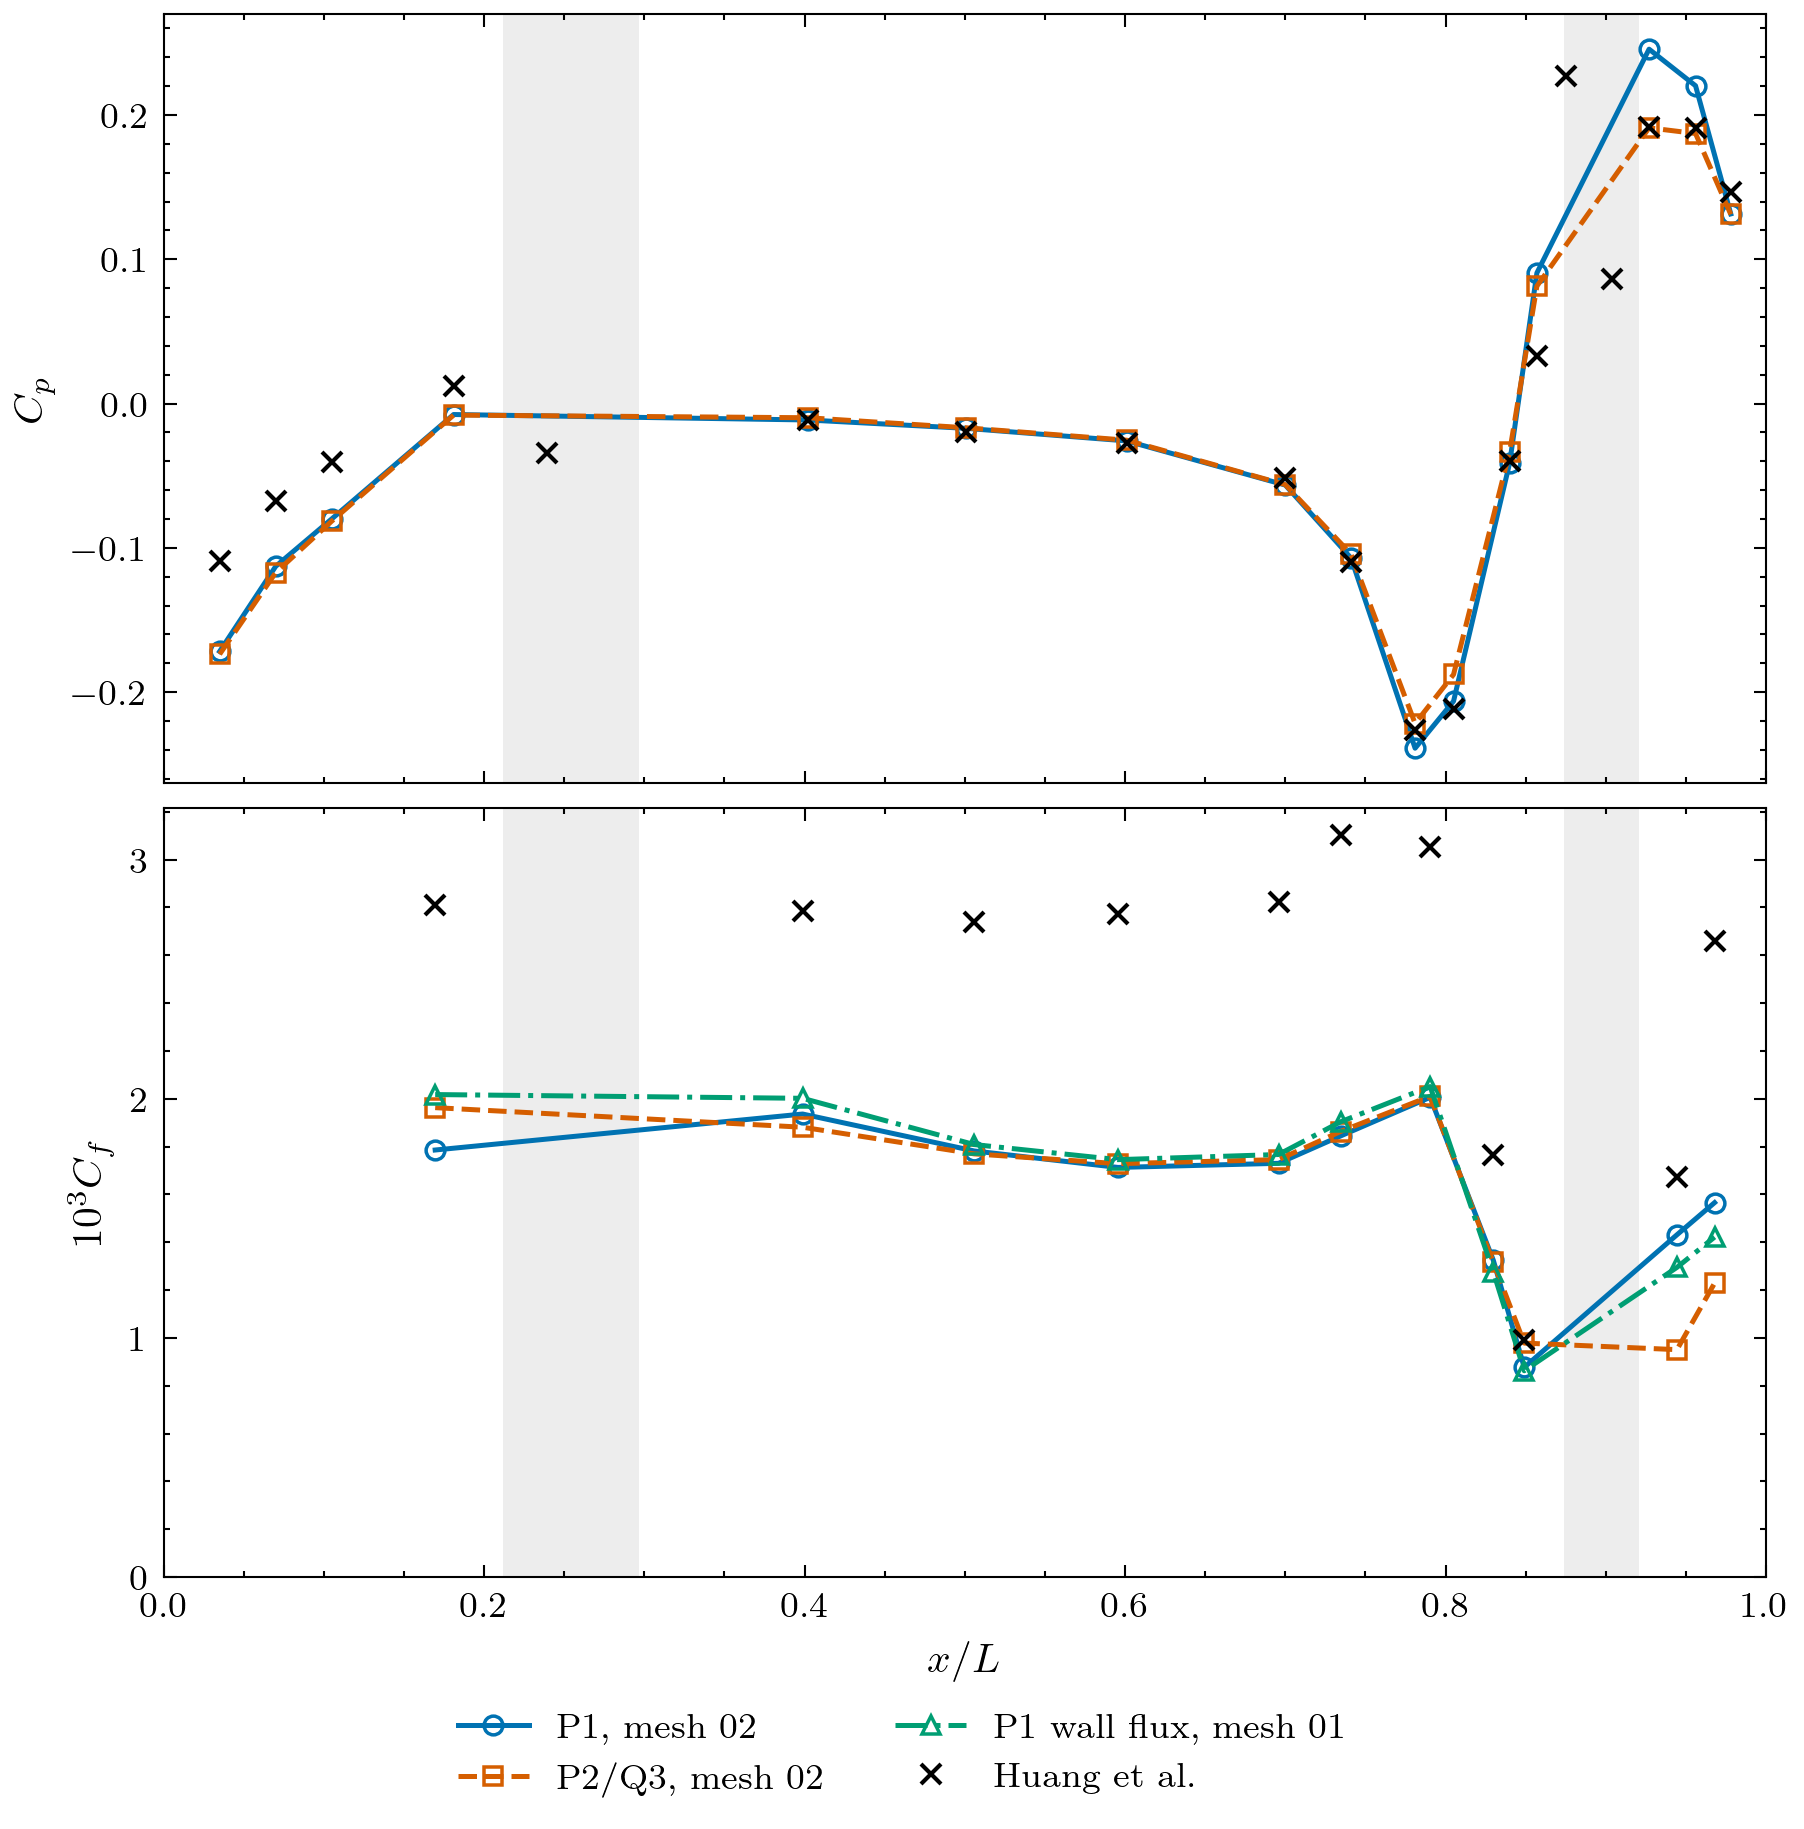 0.2
0.1
0.0
−0.1
−0.2
C_p
3
2
1
0
10³C_f
0.0 0.2 0.4 0.6 0.8 1.0
x/L
P1, mesh 02
P2/Q3, mesh 02
P1 wall flux, mesh 01
Huang et al.